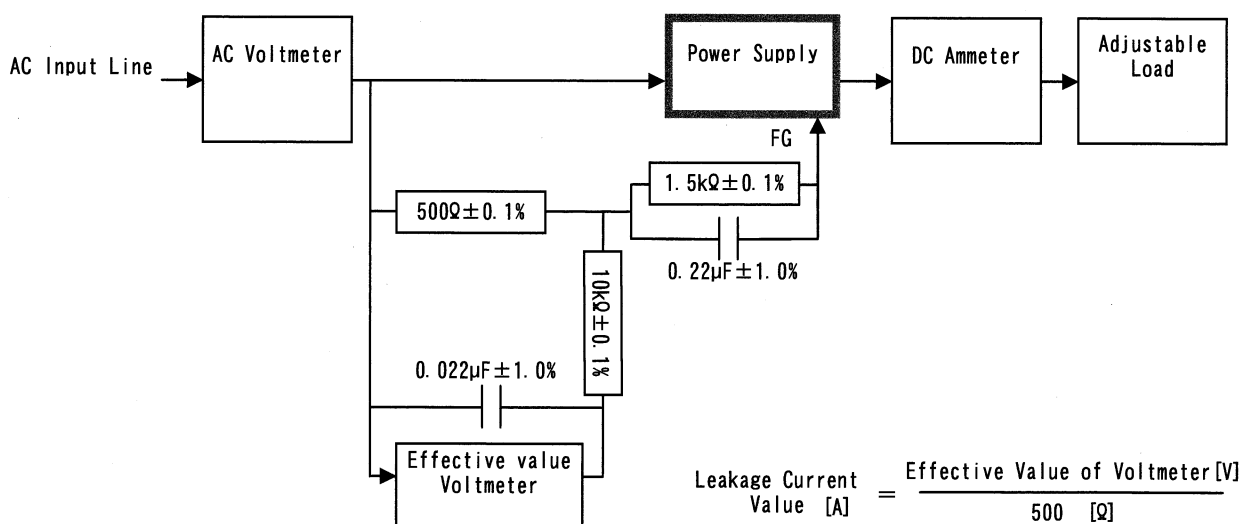 AC Input Line
AC Voltmeter
Power Supply
DC Ammeter
Adjustable
Load
FG
500Ω±0.1%
1.5kΩ±0.1%
0.22μF±1.0%
10kΩ±0.1%
0.022μF±1.0%
Effective value
Voltmeter
Leakage Current
Value [A]
=
Effective Value of Voltmeter[V]
500 [Ω]